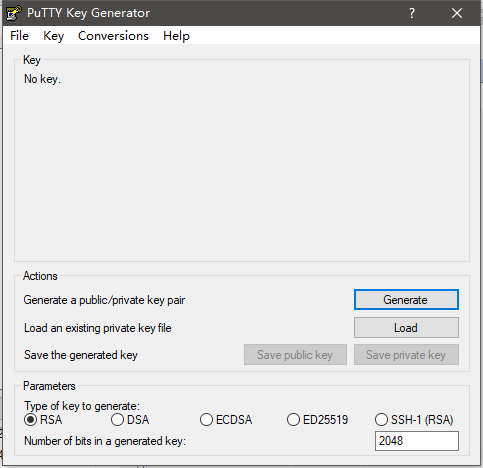 PuTTY Key Generator
?
File Key Conversions Help
Key
No key.
Actions
Generate a public/private key pair Generate
Load an existing private key file Load
Save the generated key Save public key Save private key
Parameters
Type of key to generate:
RSA DSA ECDSA ED25519 SSH-1 (RSA)
Number of bits in a generated key: 2048